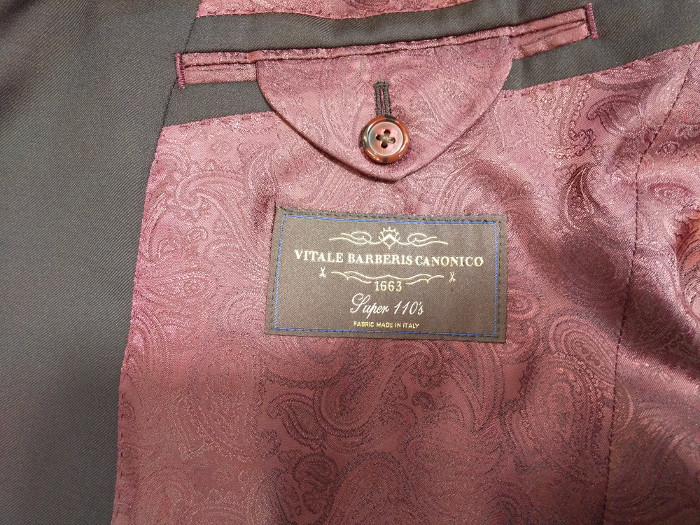 VITALE BARBERIS CANONICO
1663
Super 110's
FABRIC MADE IN ITALY